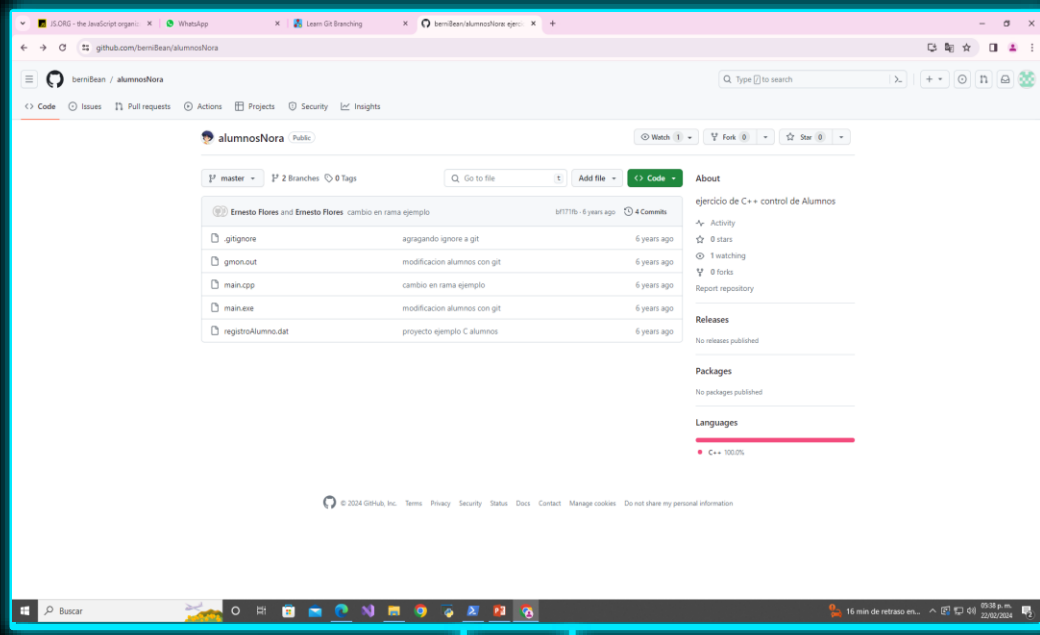 JS.ORG - the JavaScript organiz
WhatsApp
Learn Git Branching
berniBean/alumnosNora: ejerci
github.com/berniBean/alumnosNora
berniBean / alumnosNora
Type / to search
Code
Issues
Pull requests
Actions
Projects
Security
Insights
alumnosNora Public
Watch 1
Fork 0
Star 0
master
2 Branches
0 Tags
Go to file
t
Add file
Code
Ernesto Flores and Ernesto Flores cambio en rama ejemplo
bf171fb · 6 years ago
4 Commits
.gitignore agragando ignore a git 6 years ago
gmon.out modificacion alumnos con git 6 years ago
main.cpp cambio en rama ejemplo 6 years ago
main.exe modificacion alumnos con git 6 years ago
registroAlumno.dat proyecto ejemplo C alumnos 6 years ago
About
ejercicio de C++ control de Alumnos
Activity
0 stars
1 watching
0 forks
Report repository
Releases
No releases published
Packages
No packages published
Languages
C++ 100.0%
© 2024 GitHub, Inc. Terms Privacy Security Status Docs Contact Manage cookies Do not share my personal information
Buscar
16 min de retraso en...
09:38 p. m.
22/02/2024